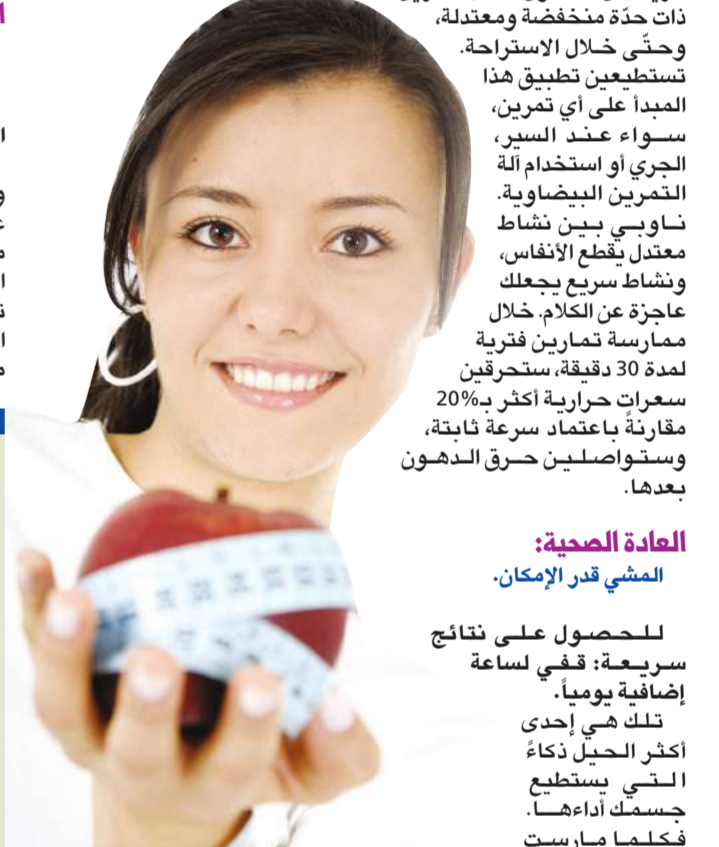 ذات حدّة منخفضة ومعتدلة،
وحتّى خلال الاستراحة.
تستطيعين تطبيق هذا
المبدأ على أي تمرين،
سواء عند السير،
الجري أو استخدام آلة
التمرين البيضاوية.
ناوبي بين نشاط
معتدل يقطع الأنفاس،
ونشاط سريع يجعلك
عاجزة عن الكلام. خلال
ممارسة تمارين فترية
لمدة 30 دقيقة، ستحرقين
سعراتٍ حرارية أكثر بـ20%
مقارنةً باعتماد سرعة ثابتة،
وستواصلين حرق الدهون
بعدها.
العادة الصحية:
المشي قدر الإمكان.
للحصول على نتائج
سريعة: قفي لساعة
إضافية يومياً.
تلك هي إحدى
أكثر الحيل ذكاءً
التي يستطيع
جسمك أداءها.
فكلما مارست